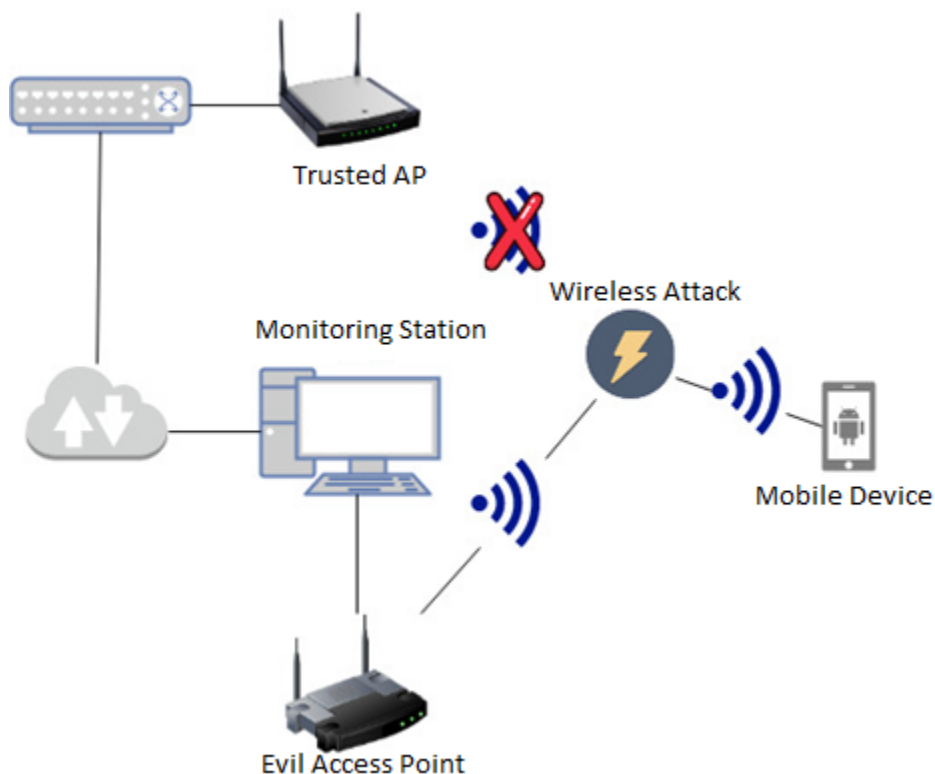 Trusted AP
Wireless Attack
Monitoring Station
Mobile Device
Evil Access Point